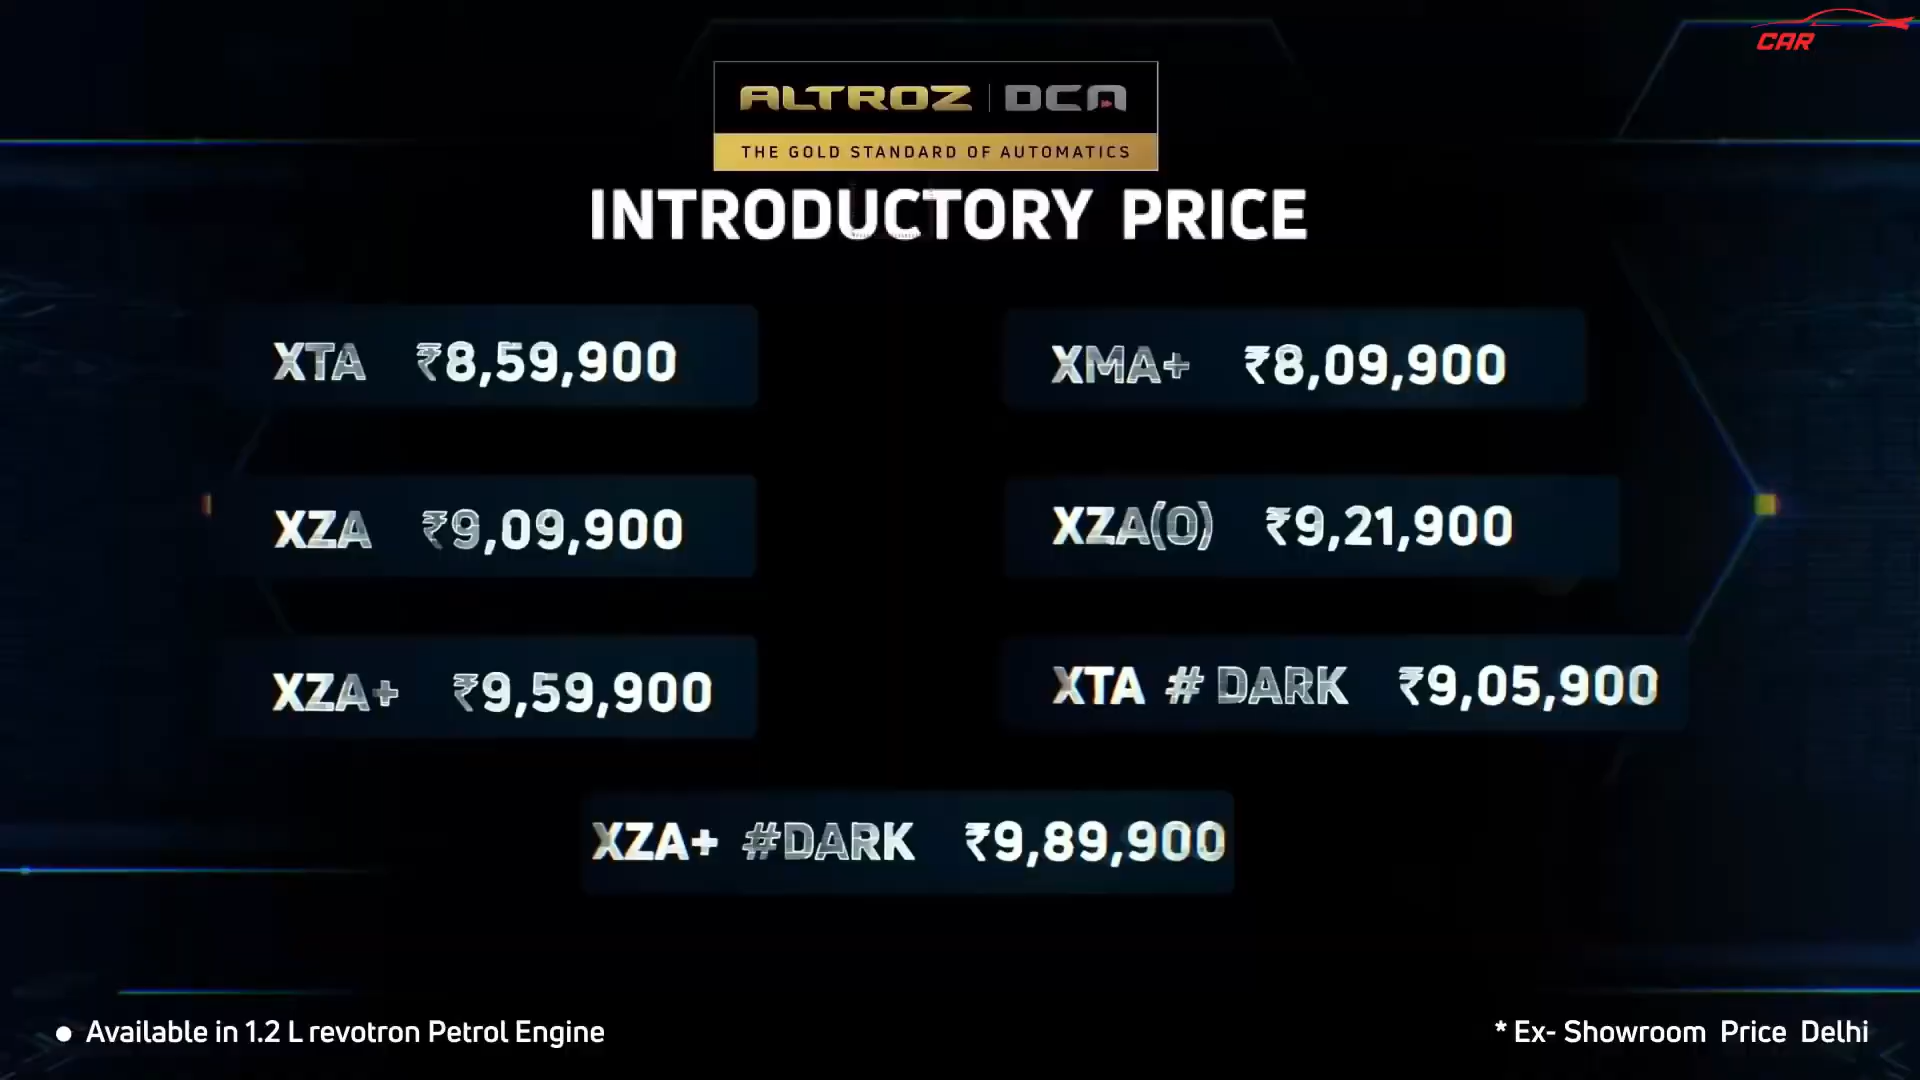 CAR
ALTROZ | DCA
THE GOLD STANDARD OF AUTOMATICS
INTRODUCTORY PRICE
XTA ₹8,59,900
XMA+ ₹8,09,900
XZA ₹9,09,900
XZA(O) ₹9,21,900
XZA+ ₹9,59,900
XTA # DARK ₹9,05,900
XZA+ #DARK ₹9,89,900
● Available in 1.2 L revotron Petrol Engine
* Ex- Showroom Price Delhi